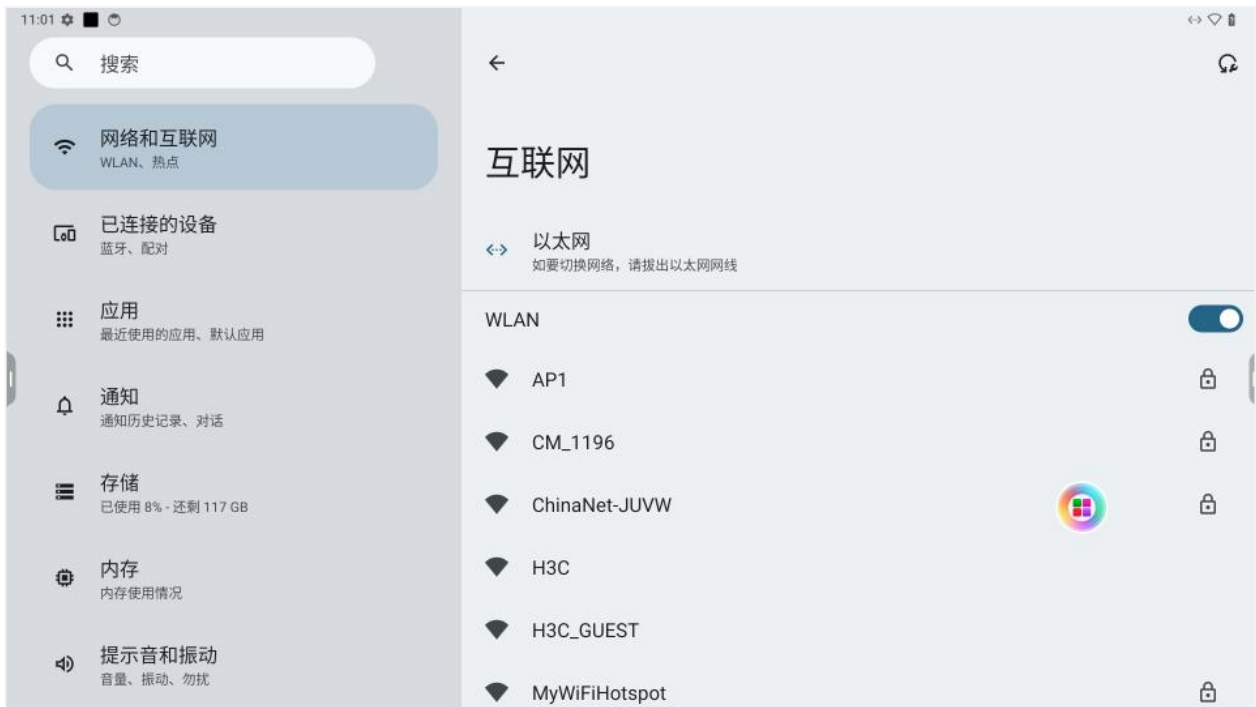 11:01
搜索
网络和互联网
WLAN、热点
已连接的设备
蓝牙、配对
应用
最近使用的应用、默认应用
通知
通知历史记录、对话
存储
已使用 8% - 还剩 117 GB
内存
内存使用情况
提示音和振动
音量、振动、勿扰
互联网
以太网
如要切换网络，请拔出以太网网线
WLAN
AP1
CM_1196
ChinaNet-JUVW
H3C
H3C_GUEST
MyWiFiHotspot